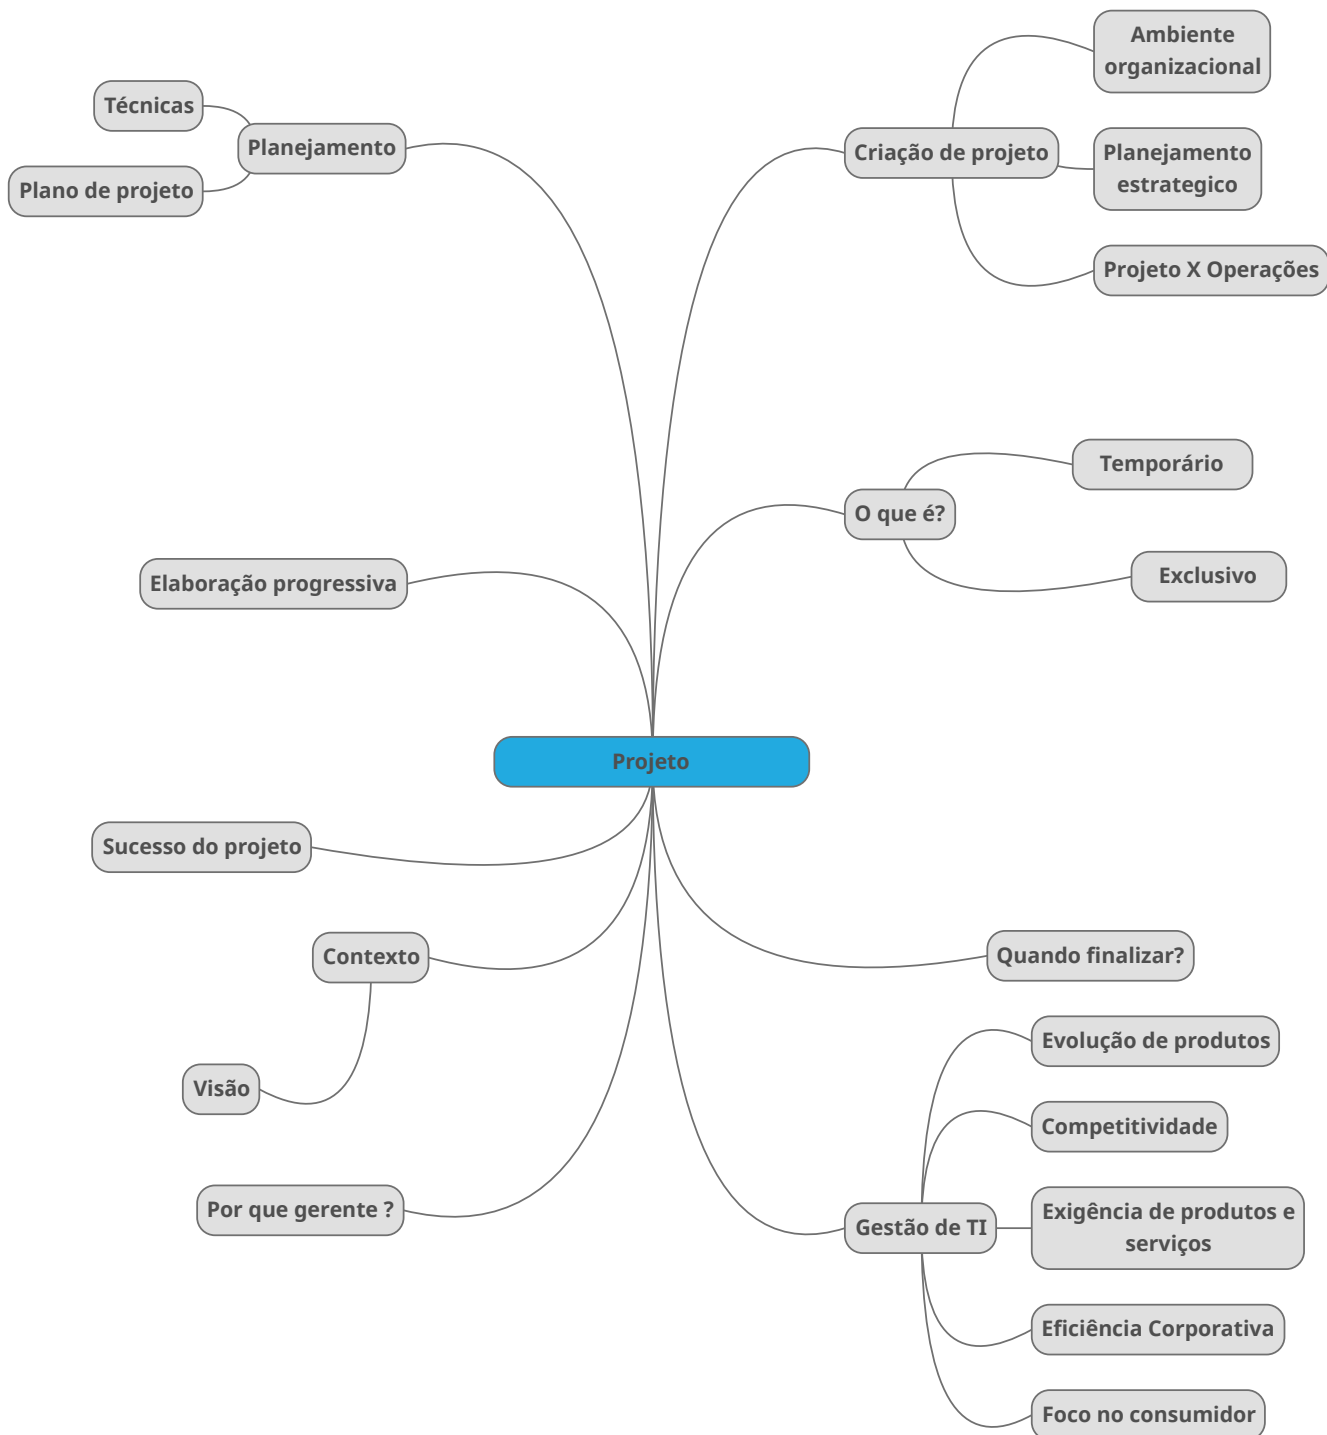 Ambiente
organizacional
Técnicas
Planejamento
Plano de projeto
Criação de projeto
Planejamento
estrategico
Projeto X Operações
Temporário
O que é?
Exclusivo
Elaboração progressiva
Projeto
Sucesso do projeto
Contexto
Visão
Por que gerente ?
Quando finalizar?
Evolução de produtos
Competitividade
Gestão de TI
Exigência de produtos e
serviços
Eficiência Corporativa
Foco no consumidor